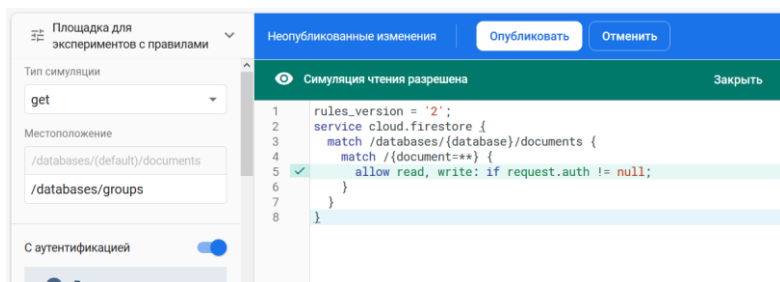 Площадка для
экспериментов с правилами
Тип симуляции
get
Местоположение
/databases/(default)/documents
/databases/groups
С аутентификацией
Неопубликованные изменения
Опубликовать
Отменить
Симуляция чтения разрешена
Закрыть
1 rules_version = '2';
2 service cloud.firestore {
3 match /databases/{database}/documents {
4 match /{document=**} {
5 allow read, write: if request.auth != null;
6 }
7 }
8 }